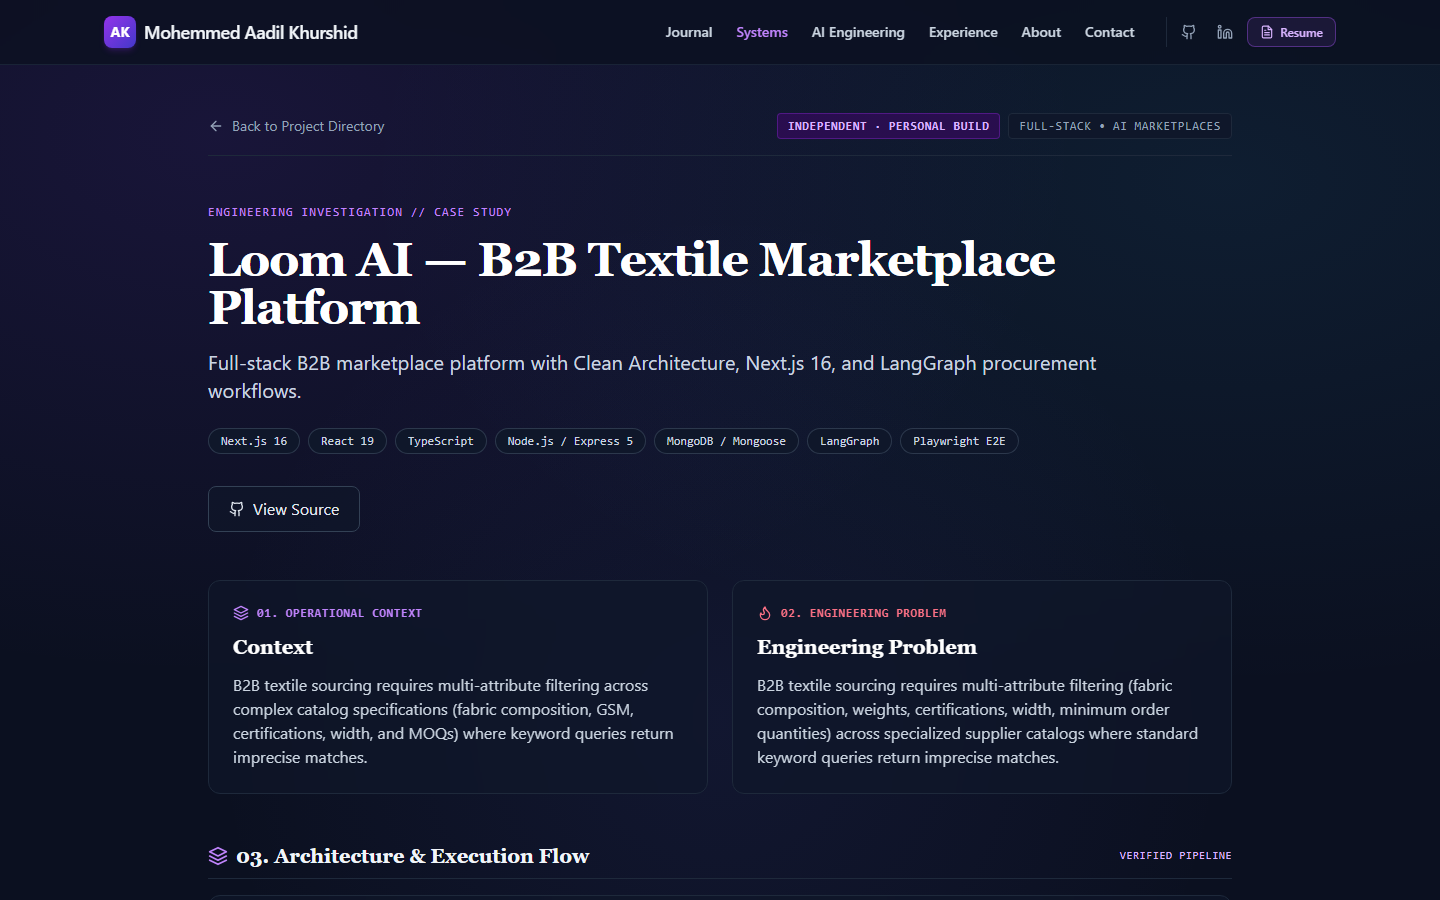 AK Mohemmed Aadil Khurshid
Journal Systems AI Engineering Experience About Contact Resume
Back to Project Directory
INDEPENDENT · PERSONAL BUILD
FULL-STACK • AI MARKETPLACES
ENGINEERING INVESTIGATION // CASE STUDY
Loom AI — B2B Textile Marketplace
Platform
Full-stack B2B marketplace platform with Clean Architecture, Next.js 16, and LangGraph procurement
workflows.
Next.js 16 React 19 TypeScript Node.js / Express 5 MongoDB / Mongoose LangGraph Playwright E2E
View Source
01. OPERATIONAL CONTEXT
Context
B2B textile sourcing requires multi-attribute filtering across
complex catalog specifications (fabric composition, GSM,
certifications, width, and MOQs) where keyword queries return
imprecise matches.
02. ENGINEERING PROBLEM
Engineering Problem
B2B textile sourcing requires multi-attribute filtering (fabric
composition, weights, certifications, width, minimum order
quantities) across specialized supplier catalogs where standard
keyword queries return imprecise matches.
03. Architecture & Execution Flow
VERIFIED PIPELINE